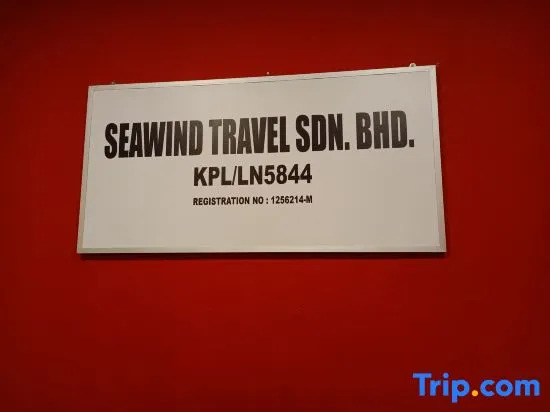 SEAWIND TRAVEL SDN. BHD.
KPL/LN5844
REGISTRATION NO : 1256214-M
Trip.com